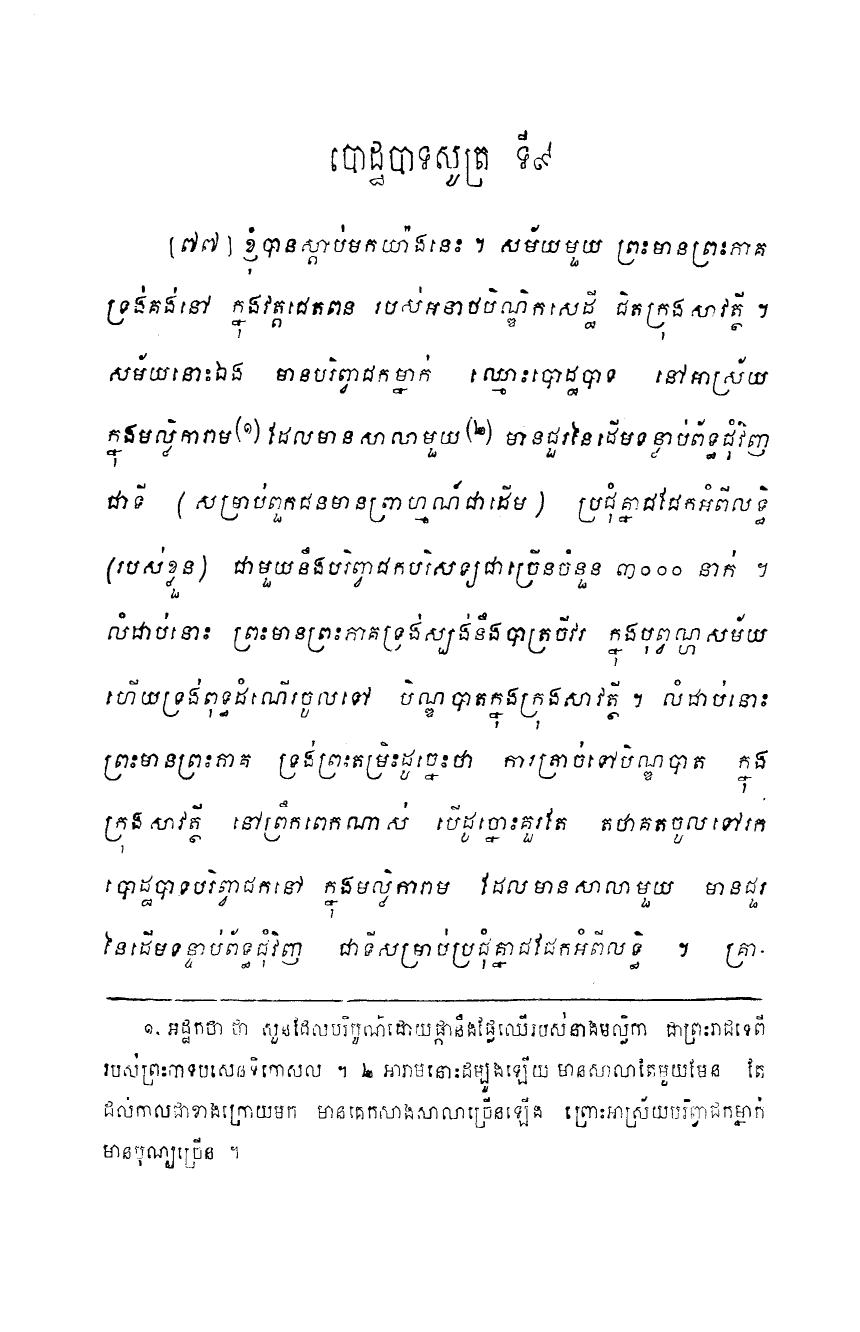 បោដ្ឋបាទសូត្រ ទី៩
[៧៧] ខ្ញុំបានស្តាប់មកយ៉ាងនេះ ។ សម័យមួយ ព្រះមានព្រះភាគ
ទ្រង់គង់នៅ ក្នុងវត្តជេតពន របស់អនាថបិណ្ឌិកសេដ្ឋី ជិតក្រុងសាវត្ថី ។
សម័យនោះឯង មានបរិព្វាជកម្នាក់ ឈ្មោះបោដ្ឋបាទ នៅអាស្រ័យ
ក្នុងមល្លិការាម(១) ដែលមានសាលាមួយ(២) មានជួរនៃដើមទន្ទាប់ព័ទ្ធជុំវិញ
ជាទី (សម្រាប់ពួកជនមានព្រាហ្មណ៍ជាដើម) ប្រជុំគ្នាជជែកអំពីលទ្ធិ
(របស់ខ្លួន) ជាមួយនឹងបរិព្វាជកបរិសទ្យជាច្រើនចំនួន ៣០០០ នាក់ ។
លំដាប់នោះ ព្រះមានព្រះភាគទ្រង់ស្បង់នឹងបាត្រចីវរ ក្នុងបុព្វណ្ហសម័យ
ហើយទ្រង់ពុទ្ធដំណើរចូលទៅ បិណ្ឌបាតក្នុងក្រុងសាវត្ថី ។ លំដាប់នោះ
ព្រះមានព្រះភាគ ទ្រង់ព្រះតម្រិះដូច្នេះថា ការត្រាច់ទៅបិណ្ឌបាត ក្នុង
ក្រុងសាវត្ថី នៅព្រឹកពេកណាស់ បើដូច្នោះគួរតែ តថាគតចូលទៅរក
បោដ្ឋបាទបរិព្វាជកនៅ ក្នុងមល្លិការាម ដែលមានសាលាមួយ មានជួរ
នៃដើមទន្ទាប់ព័ទ្ធជុំវិញ ជាទីសម្រាប់ប្រជុំគ្នាជជែកអំពីលទ្ធិ ។ គ្រា-
១. អដ្ឋកថា ថា សួនដែលបរិបូណ៌ដោយផ្កានឹងផ្លែឈើរបស់នាងមល្លិកា ជាព្រះរាជទេពី
របស់ព្រះបាទបសេនទិកោសល ។ ២ អារាមនោះដម្បូងឡើយ មានសាលាតែមួយមែន តែ
ដល់កាលជាខាងក្រោយមក មានគេកសាងសាលាច្រើនឡើង ព្រោះអាស្រ័យបរិព្វាជកម្នាក់
មានបុណ្យច្រើន ។